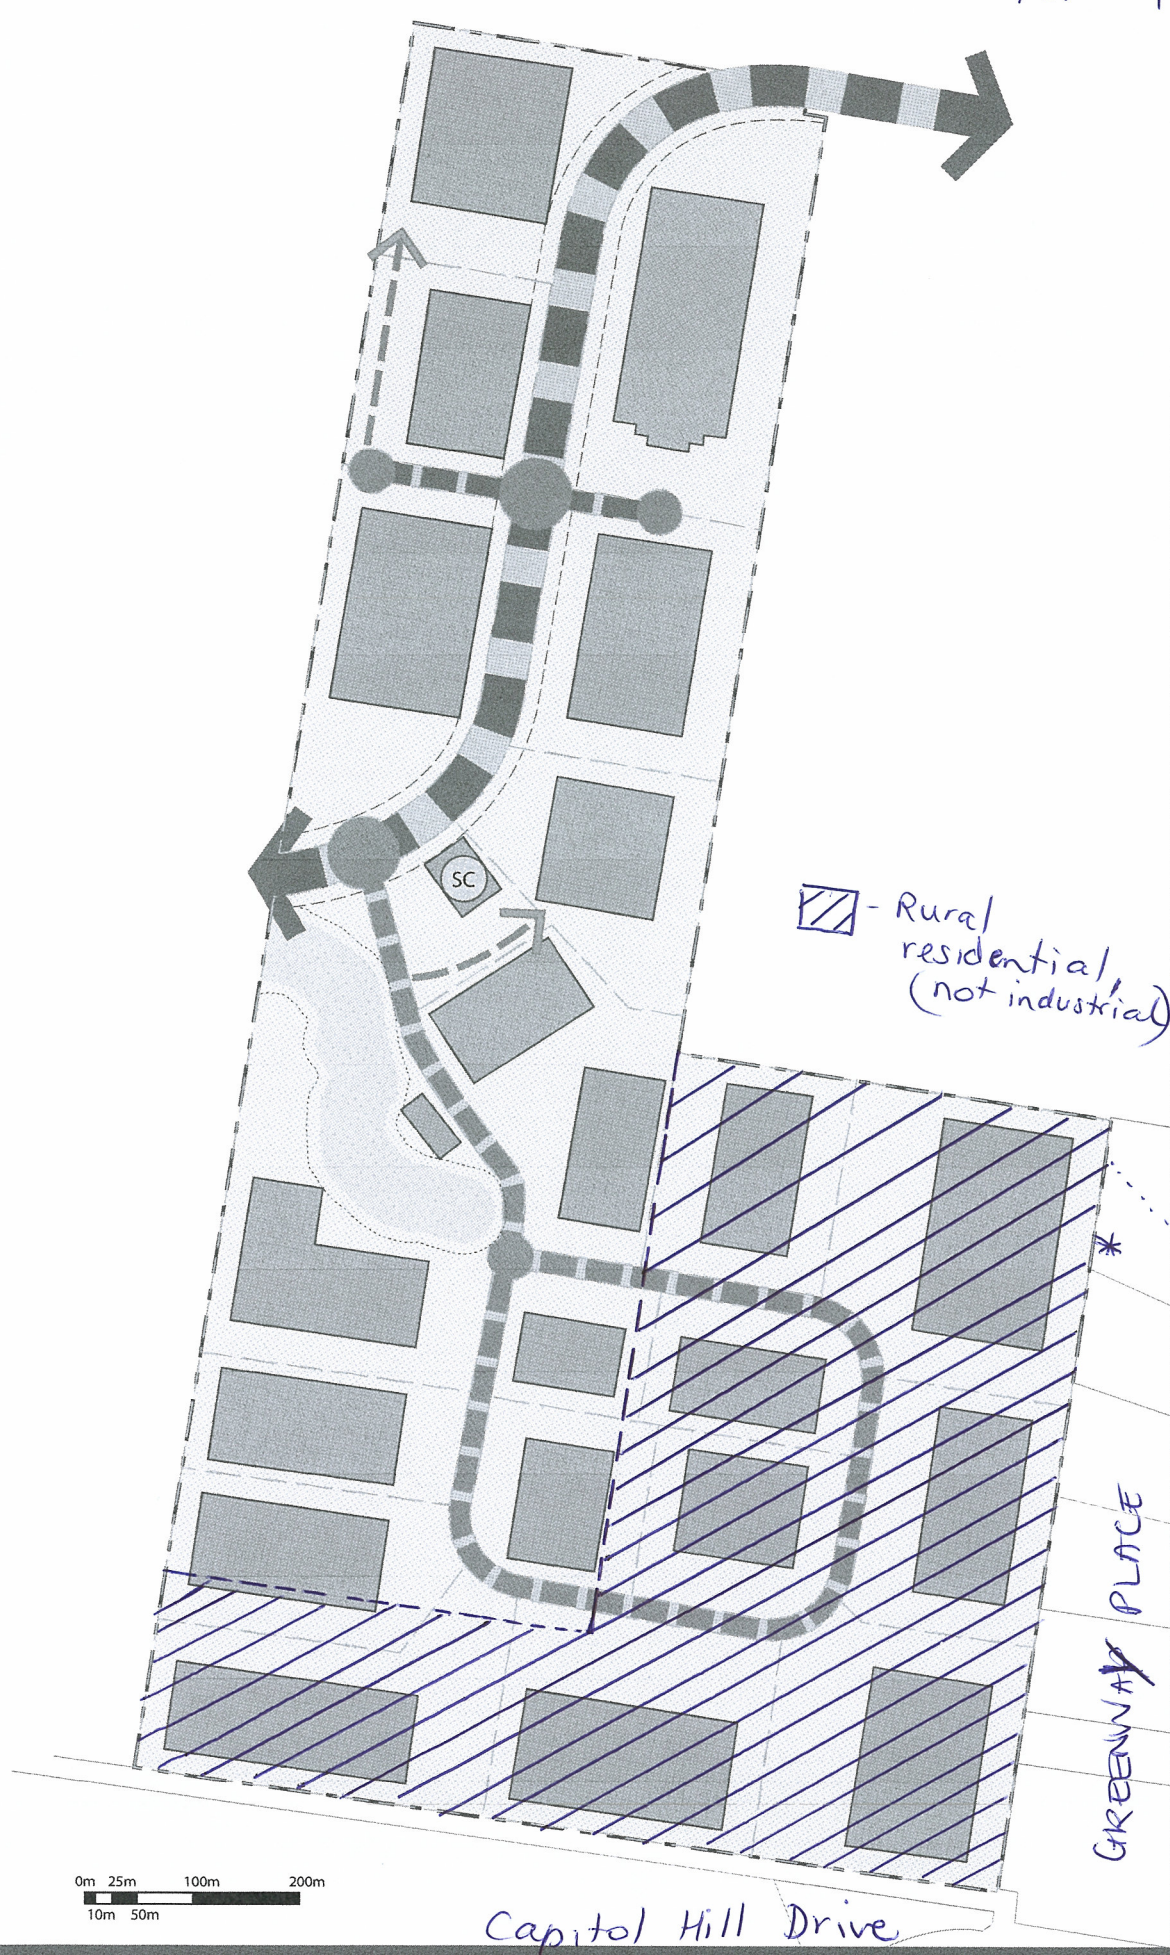 SC
- Rural
residential,
(not industrial)
*
GREENWAY PLACE
0m 25m 100m 200m
10m 50m
Capitol Hill Drive